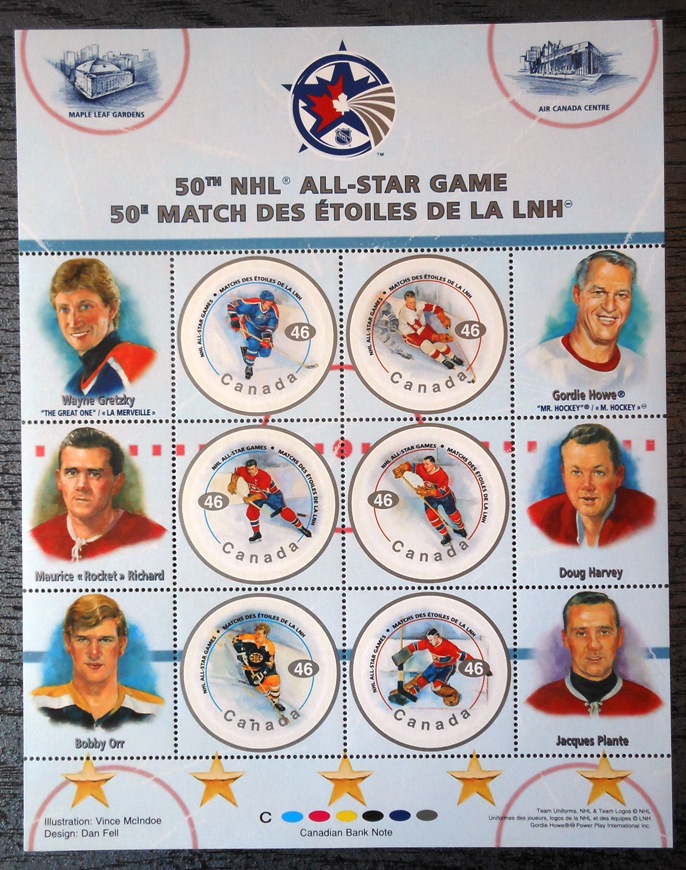 MAPLE LEAF GARDENS
AIR CANADA CENTRE
NHL
™
50TH NHL® ALL-STAR GAME
50E MATCH DES ÉTOILES DE LA LNH
Wayne Gretzky
"THE GREAT ONE" / « LA MERVEILLE »
NHL ALL-STAR GAMES • MATCHS DES ÉTOILES DE LA LNH
46
Canada
NHL ALL-STAR GAMES • MATCHS DES ÉTOILES DE LA LNH
46
Canada
Gordie Howe®
"MR. HOCKEY"® / « M. HOCKEY »
Maurice « Rocket » Richard
NHL ALL-STAR GAMES • MATCHS DES ÉTOILES DE LA LNH
46
Canada
NHL ALL-STAR GAMES • MATCHS DES ÉTOILES DE LA LNH
46
Canada
Doug Harvey
Bobby Orr
NHL ALL-STAR GAMES • MATCHS DES ÉTOILES DE LA LNH
46
Canada
NHL ALL-STAR GAMES • MATCHS DES ÉTOILES DE LA LNH
46
Canada
Jacques Plante
Illustration: Vince McIndoe
Design: Dan Fell
C
Canadian Bank Note
Team Uniforms, NHL & Team Logos © NHL
Uniformes des joueurs, logos de la NHL et des équipes © LNH
Gordie Howe® Power Play International Inc.